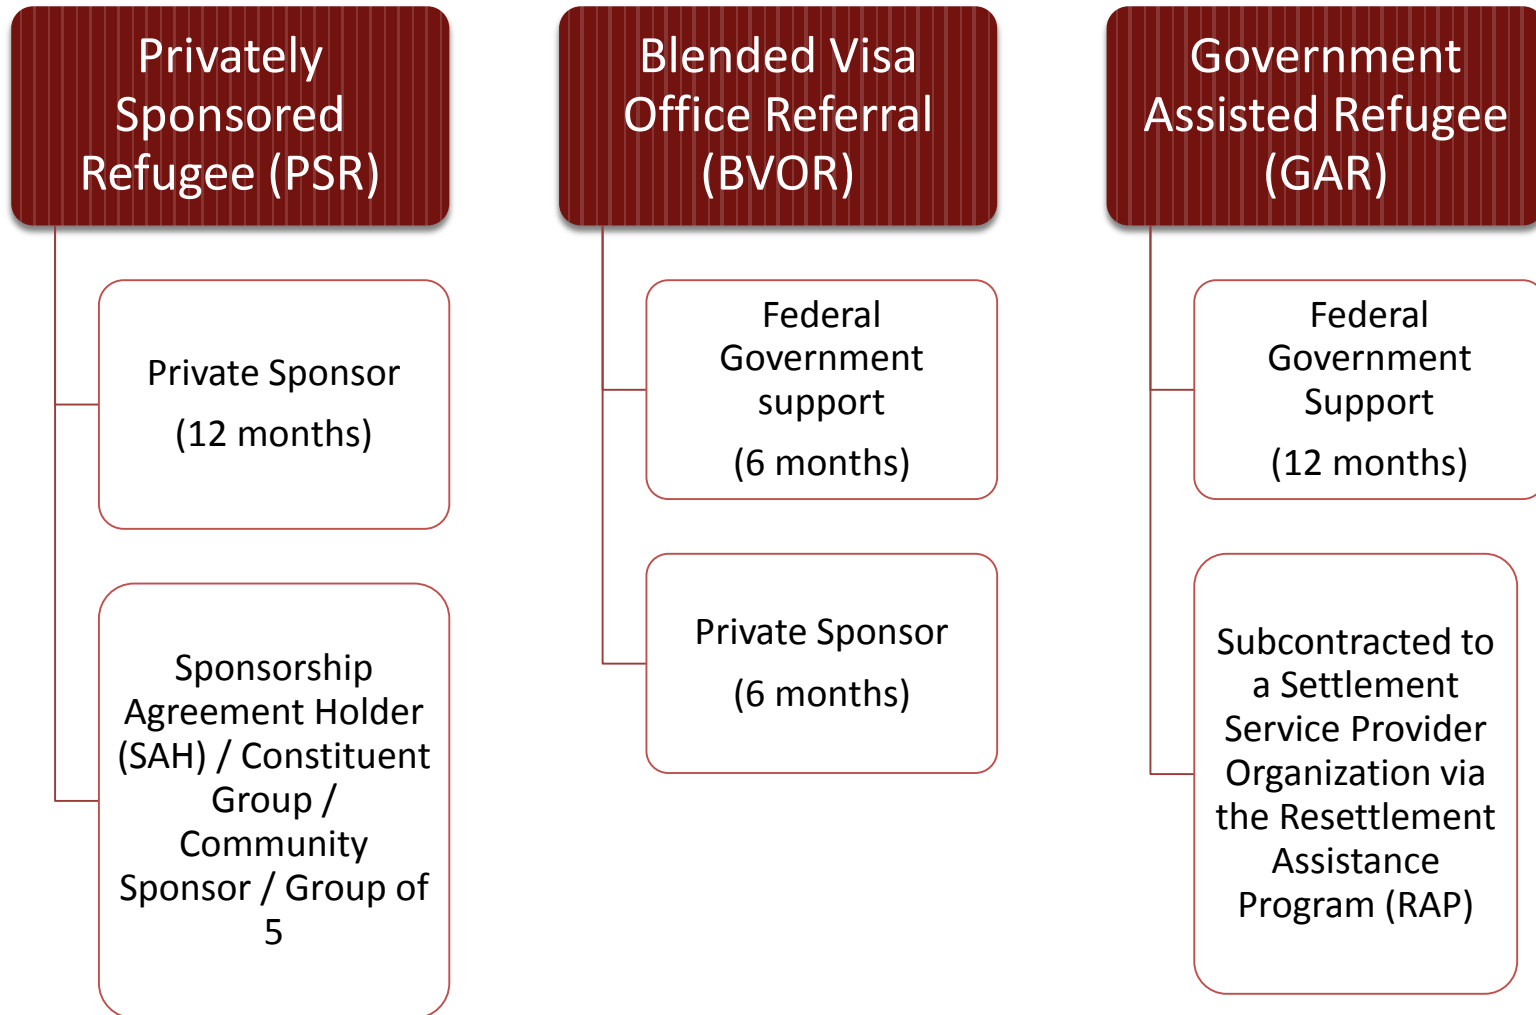 Privately
Sponsored
Refugee (PSR)
Private Sponsor
(12 months)
Sponsorship
Agreement Holder
(SAH) / Constituent
Group /
Community
Sponsor / Group of
5
Blended Visa
Office Referral
(BVOR)
Federal
Government
support
(6 months)
Private Sponsor
(6 months)
Government
Assisted Refugee
(GAR)
Federal
Government
Support
(12 months)
Subcontracted to
a Settlement
Service Provider
Organization via
the Resettlement
Assistance
Program (RAP)